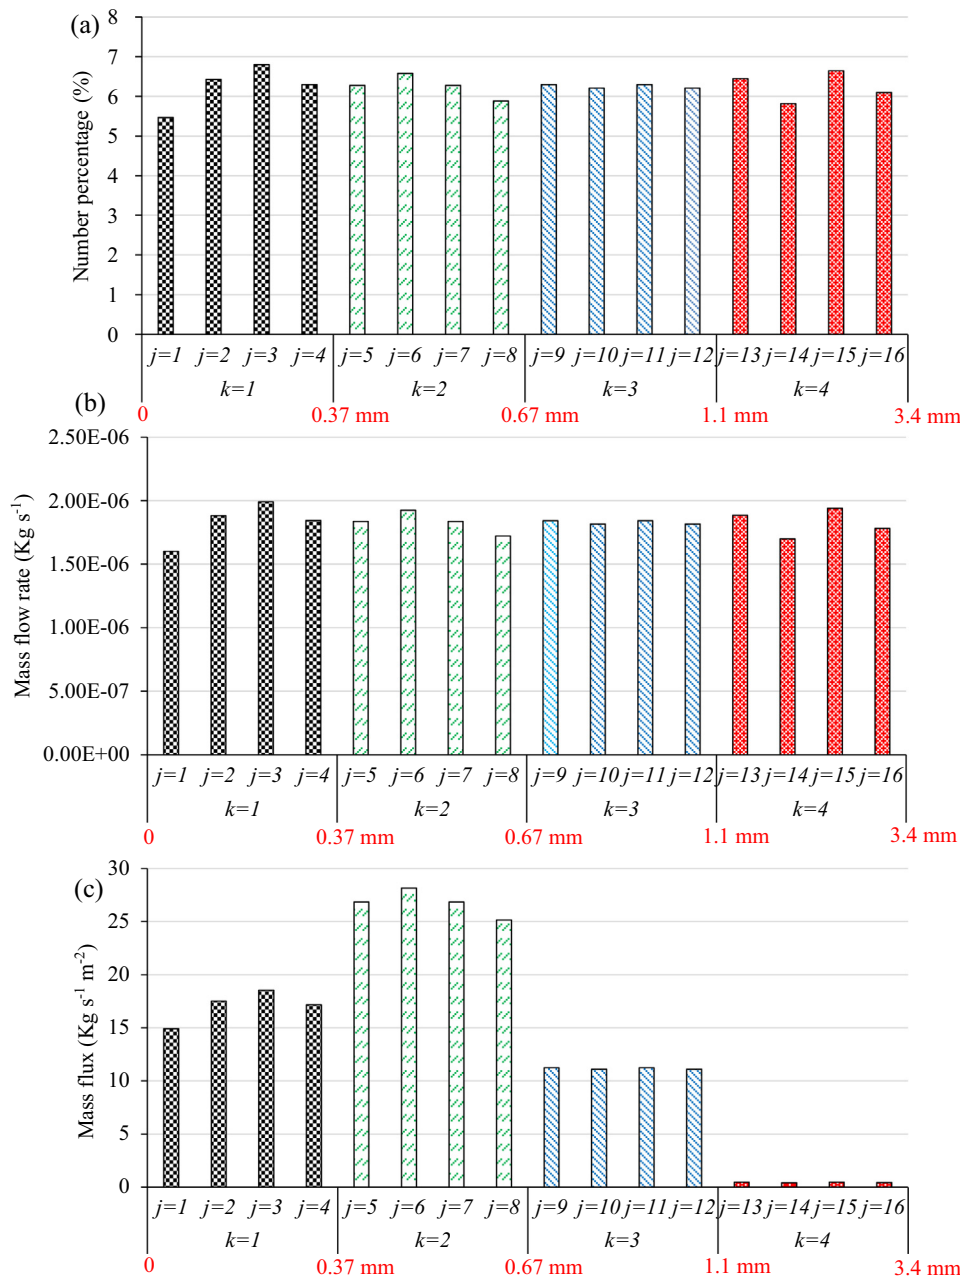 (a)
Number percentage (%)
8
7
6
5
4
3
2
1
0
j=1 j=2 j=3 j=4 j=5 j=6 j=7 j=8 j=9 j=10 j=11 j=12 j=13 j=14 j=15 j=16
k=1 k=2 k=3 k=4
0 0.37 mm 0.67 mm 1.1 mm 3.4 mm
(b)
Mass flow rate (Kg s⁻¹)
2.50E-06
2.00E-06
1.50E-06
1.00E-06
5.00E-07
0.00E+00
j=1 j=2 j=3 j=4 j=5 j=6 j=7 j=8 j=9 j=10 j=11 j=12 j=13 j=14 j=15 j=16
k=1 k=2 k=3 k=4
0 0.37 mm 0.67 mm 1.1 mm 3.4 mm
(c)
Mass flux (Kg s⁻¹ m⁻²)
30
25
20
15
10
5
0
j=1 j=2 j=3 j=4 j=5 j=6 j=7 j=8 j=9 j=10 j=11 j=12 j=13 j=14 j=15 j=16
k=1 k=2 k=3 k=4
0 0.37 mm 0.67 mm 1.1 mm 3.4 mm